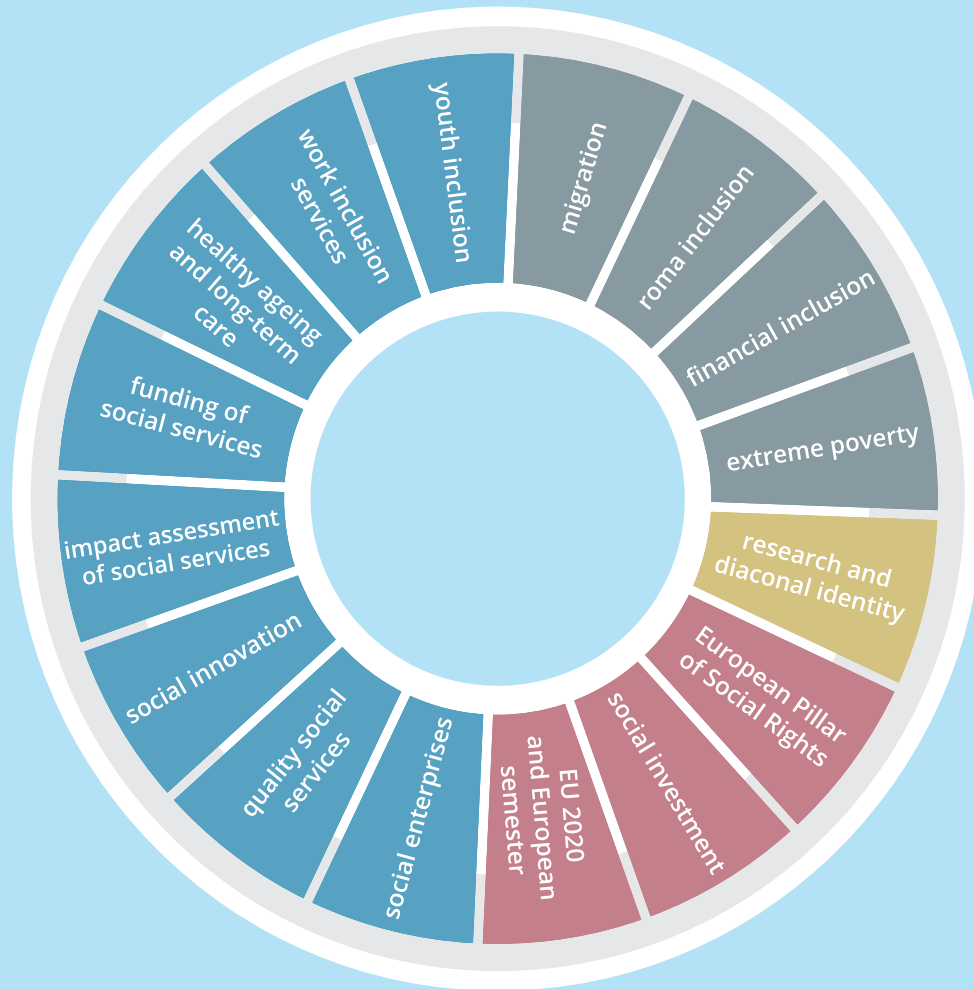 migration
roma inclusion
financial inclusion
extreme poverty
research and
diaconal identity
European Pillar
of Social Rights
social investment
EU 2020
and European
semester
social enterprises
quality social
services
social innovation
impact assessment
of social services
funding of
social services
healthy ageing
and long-term
care
work inclusion
services
youth inclusion